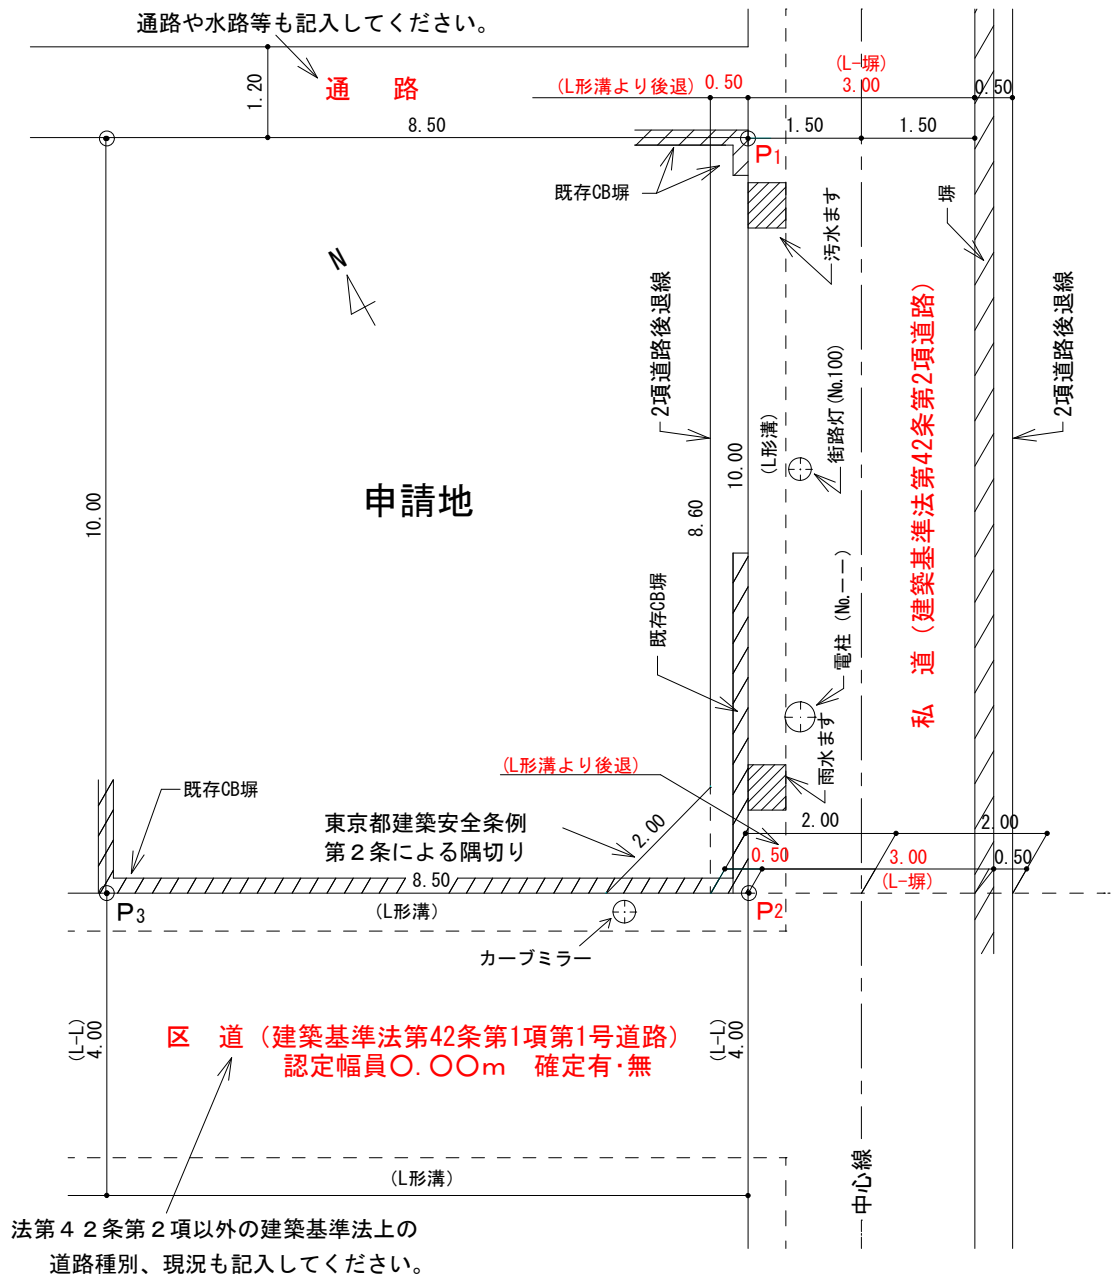 通路や水路等も記入してください。
1.20
通　路
(L形溝より後退)
0.50
(L-塀)
3.00
0.50
8.50
1.50
1.50
P1
既存CB塀
汚水ます
塀
N
2項道路後退線
(L形溝)
街路灯(No.100)
私　道(建築基準法第42条第2項道路)
2項道路後退線
10.00
申請地
10.00
8.60
既存CB塀
電柱(No.ーー)
雨水ます
(L形溝より後退)
既存CB塀
東京都建築安全条例
第２条による隅切り
2.00
2.00
2.00
0.50
3.00
0.50
(L-塀)
8.50
P3
(L形溝)
P2
カーブミラー
(L-L)
4.00
区　道(建築基準法第42条第1項第1号道路)
認定幅員〇.〇〇m　確定有･無
(L-L)
4.00
中心線
(L形溝)
法第４２条第２項以外の建築基準法上の
道路種別、現況も記入してください。